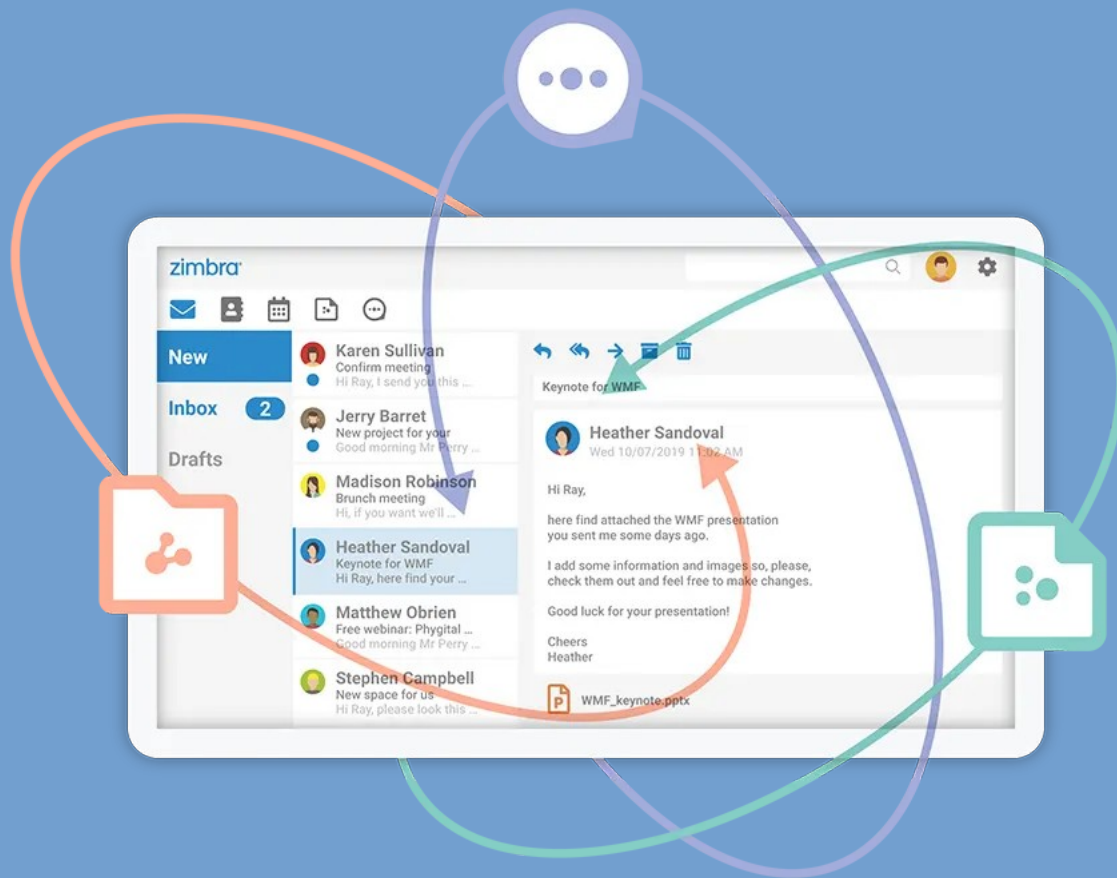 zimbra
New
Inbox 2
Drafts
Karen Sullivan
Confirm meeting
Hi Ray, I send you this ...
Jerry Barret
New project for your
Good morning Mr Perry ...
Madison Robinson
Brunch meeting
Hi, if you want we'll ...
Heather Sandoval
Keynote for WMF
Hi Ray, here find your ...
Matthew Obrien
Free webinar: Phygital ...
Good morning Mr Perry ...
Stephen Campbell
New space for us
Hi Ray, please look this ...
Keynote for WMF
Heather Sandoval
Wed 10/07/2019 11:02 AM
Hi Ray,
here find attached the WMF presentation
you sent me some days ago.
I add some information and images so, please,
check them out and feel free to make changes.
Good luck for your presentation!
Cheers
Heather
P WMF_keynote.pptx